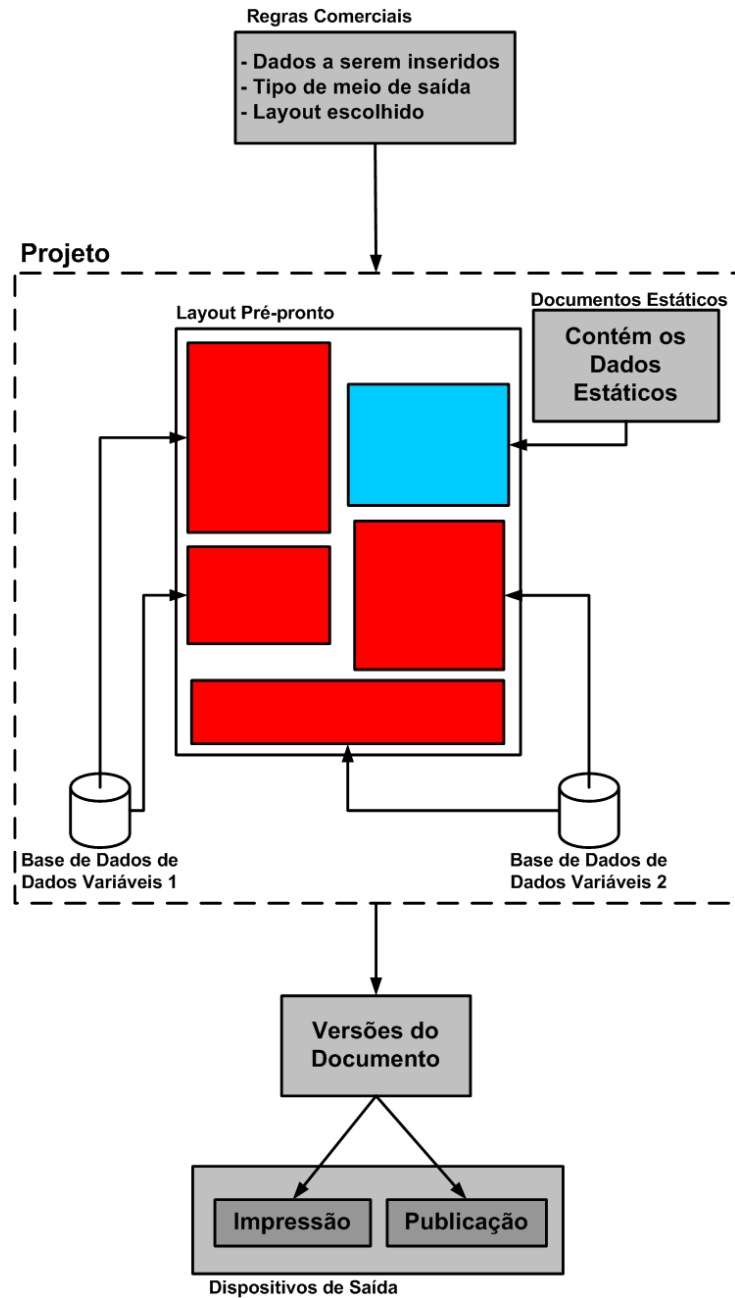 Regras Comerciais
- Dados a serem inseridos
- Tipo de meio de saída
- Layout escolhido
Projeto
Layout Pré-pronto
Documentos Estáticos
Contém os
Dados
Estáticos
Base de Dados de
Dados Variáveis 1
Base de Dados de
Dados Variáveis 2
Versões do
Documento
Impressão
Publicação
Dispositivos de Saída